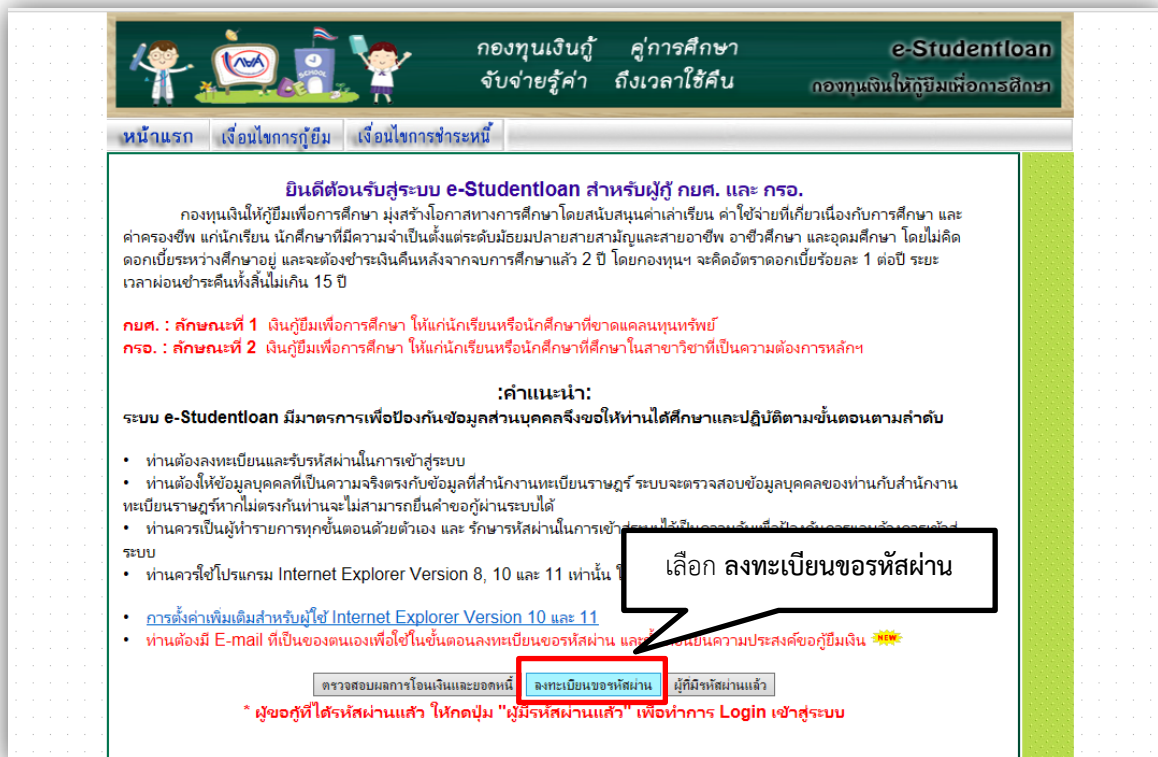 กองทุนเงินกู้ คู่การศึกษา
จับจ่ายรู้ค่า ถึงเวลาใช้คืน
e-Studentloan
กองทุนเงินให้กู้ยืมเพื่อการศึกษา
SCHOOL
หน้าแรก เงื่อนไขการกู้ยืม เงื่อนไขการชำระหนี้
ยินดีต้อนรับสู่ระบบ e-Studentloan สำหรับผู้กู้ กยศ. และ กรอ.
กองทุนเงินให้กู้ยืมเพื่อการศึกษา มุ่งสร้างโอกาสทางการศึกษาโดยสนับสนุนค่าเล่าเรียน ค่าใช้จ่ายที่เกี่ยวเนื่องกับการศึกษา และ
ค่าครองชีพ แก่นักเรียน นักศึกษาที่มีความจำเป็นตั้งแต่ระดับมัธยมปลายสายสามัญและสายอาชีพ อาชีวศึกษา และอุดมศึกษา โดยไม่คิด
ดอกเบี้ยระหว่างศึกษาอยู่ และจะต้องชำระเงินคืนหลังจากจบการศึกษาแล้ว 2 ปี โดยกองทุนฯ จะคิดอัตราดอกเบี้ยร้อยละ 1 ต่อปี ระยะ
เวลาผ่อนชำระคืนทั้งสิ้นไม่เกิน 15 ปี
กยศ. : ลักษณะที่ 1 เงินกู้ยืมเพื่อการศึกษา ให้แก่นักเรียนหรือนักศึกษาที่ขาดแคลนทุนทรัพย์
กรอ. : ลักษณะที่ 2 เงินกู้ยืมเพื่อการศึกษา ให้แก่นักเรียนหรือนักศึกษาที่ศึกษาในสาขาวิชาที่เป็นความต้องการหลักฯ
:คำแนะนำ:
ระบบ e-Studentloan มีมาตรการเพื่อป้องกันข้อมูลส่วนบุคคลจึงขอให้ท่านได้ศึกษาและปฏิบัติตามขั้นตอนตามลำดับ
• ท่านต้องลงทะเบียนและรับรหัสผ่านในการเข้าสู่ระบบ
• ท่านต้องให้ข้อมูลบุคคลที่เป็นความจริงตรงกับข้อมูลที่สำนักงานทะเบียนราษฎร์ ระบบจะตรวจสอบข้อมูลบุคคลของท่านกับสำนักงาน
ทะเบียนราษฎร์หากไม่ตรงกันท่านจะไม่สามารถยื่นคำขอกู้ผ่านระบบได้
• ท่านควรเป็นผู้ทำรายการทุกขั้นตอนด้วยตัวเอง และ รักษารหัสผ่านในการเข้า
ระบบ
• ท่านควรใช้โปรแกรม Internet Explorer Version 8, 10 และ 11 เท่านั้น
เลือก ลงทะเบียนขอรหัสผ่าน
• การตั้งค่าเพิ่มเติมสำหรับผู้ใช้ Internet Explorer Version 10 และ 11
• ท่านต้องมี E-mail ที่เป็นของตนเองเพื่อใช้ในขั้นตอนลงทะเบียนขอรหัสผ่าน และ ความประสงค์ขอกู้ยืมเงิน NEW
ตรวจสอบผลการโอนเงินและยอดหนี้ ลงทะเบียนขอรหัสผ่าน ผู้ที่มีรหัสผ่านแล้ว
* ผู้ขอกู้ที่ได้รหัสผ่านแล้ว ให้กดปุ่ม "ผู้มีรหัสผ่านแล้ว" เพื่อทำการ Login เข้าสู่ระบบ